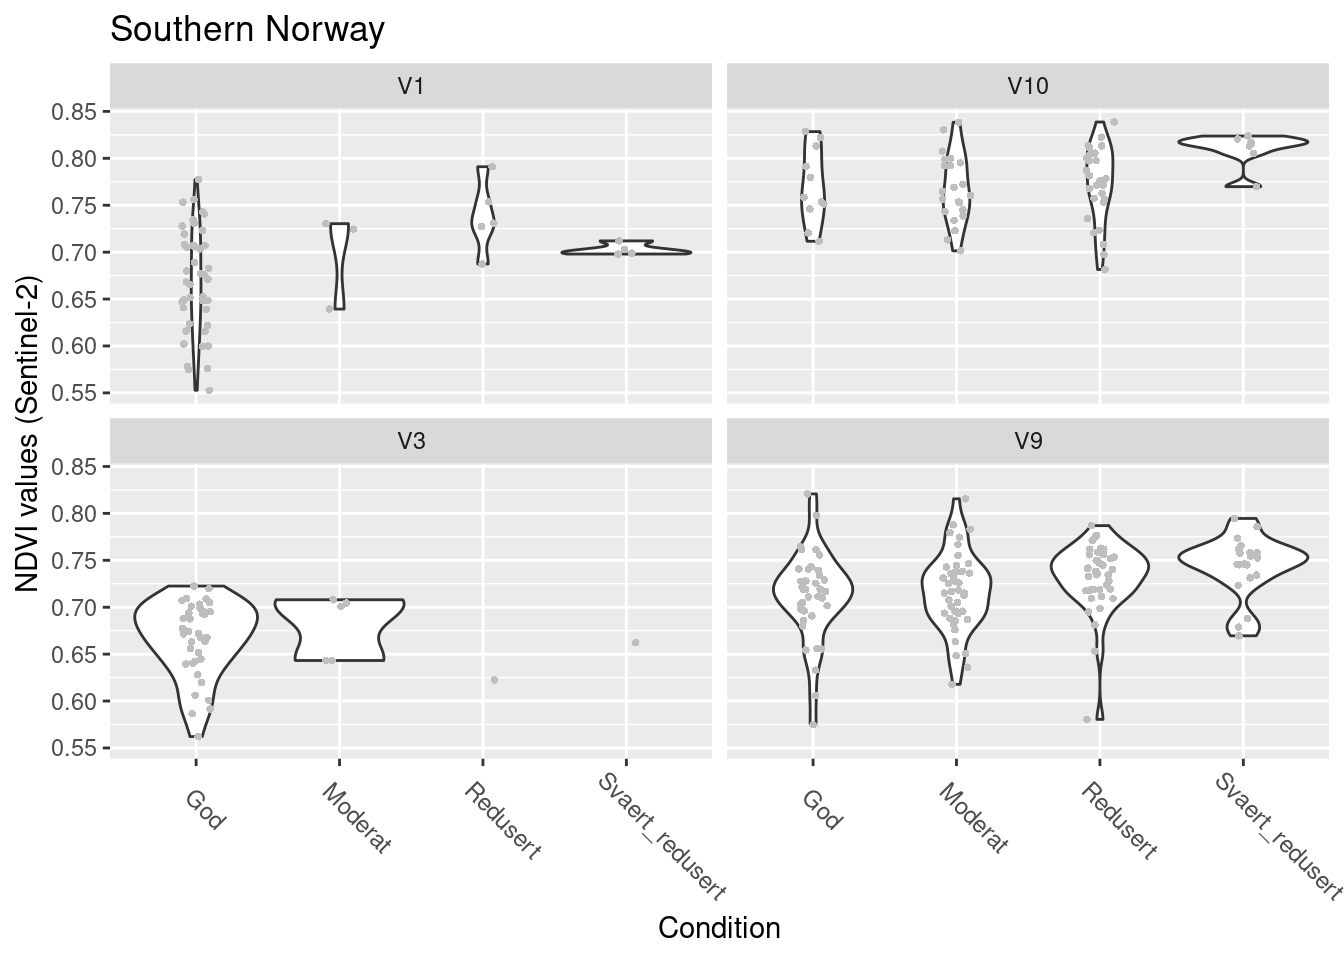 Southern Norway
V1
V10
0.85
0.80
0.75
0.70
0.65
0.60
0.55
V3
V9
0.85
0.80
0.75
0.70
0.65
0.60
0.55
NDVI values (Sentinel-2)
God
Moderat
Redusert
Svaert_redusert
God
Moderat
Redusert
Svaert_redusert
Condition